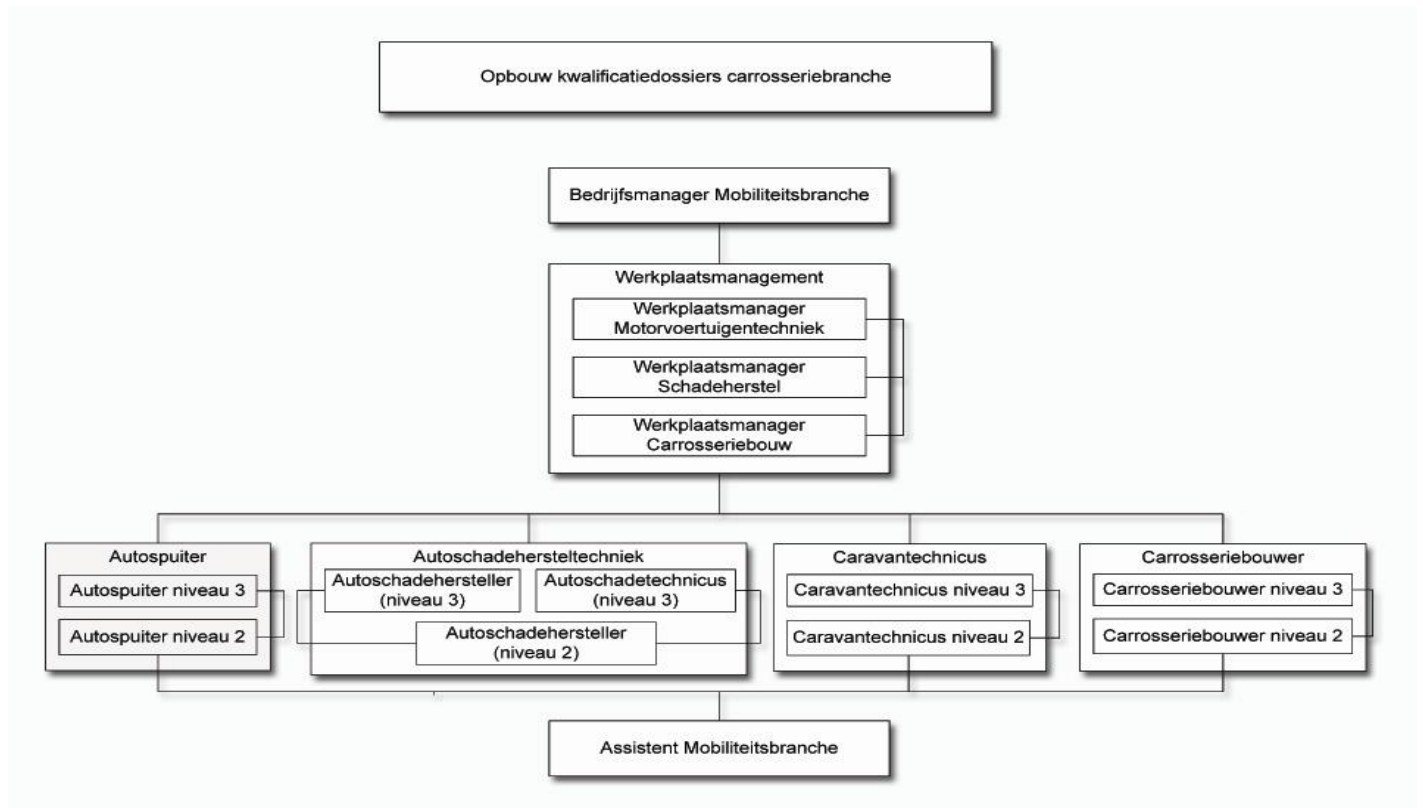 Opbouw kwalificatiedossiers carrosseriebranche
Bedrijfsmanager Mobiliteitsbranche
Werkplaatsmanagement
Werkplaatsmanager
Motorvoertuigentechniek
Werkplaatsmanager
Schadeherstel
Werkplaatsmanager
Carrosseriebouw
Autospuiter
Autospuiter niveau 3
Autospuiter niveau 2
Autoschadehersteltechniek
Autoschadehersteller
(niveau 3)
Autoschadetechnicus
(niveau 3)
Autoschadehersteller
(niveau 2)
Caravantechnicus
Caravantechnicus niveau 3
Caravantechnicus niveau 2
Carrosseriebouwer
Carrosseriebouwer niveau 3
Carrosseriebouwer niveau 2
Assistent Mobiliteitsbranche